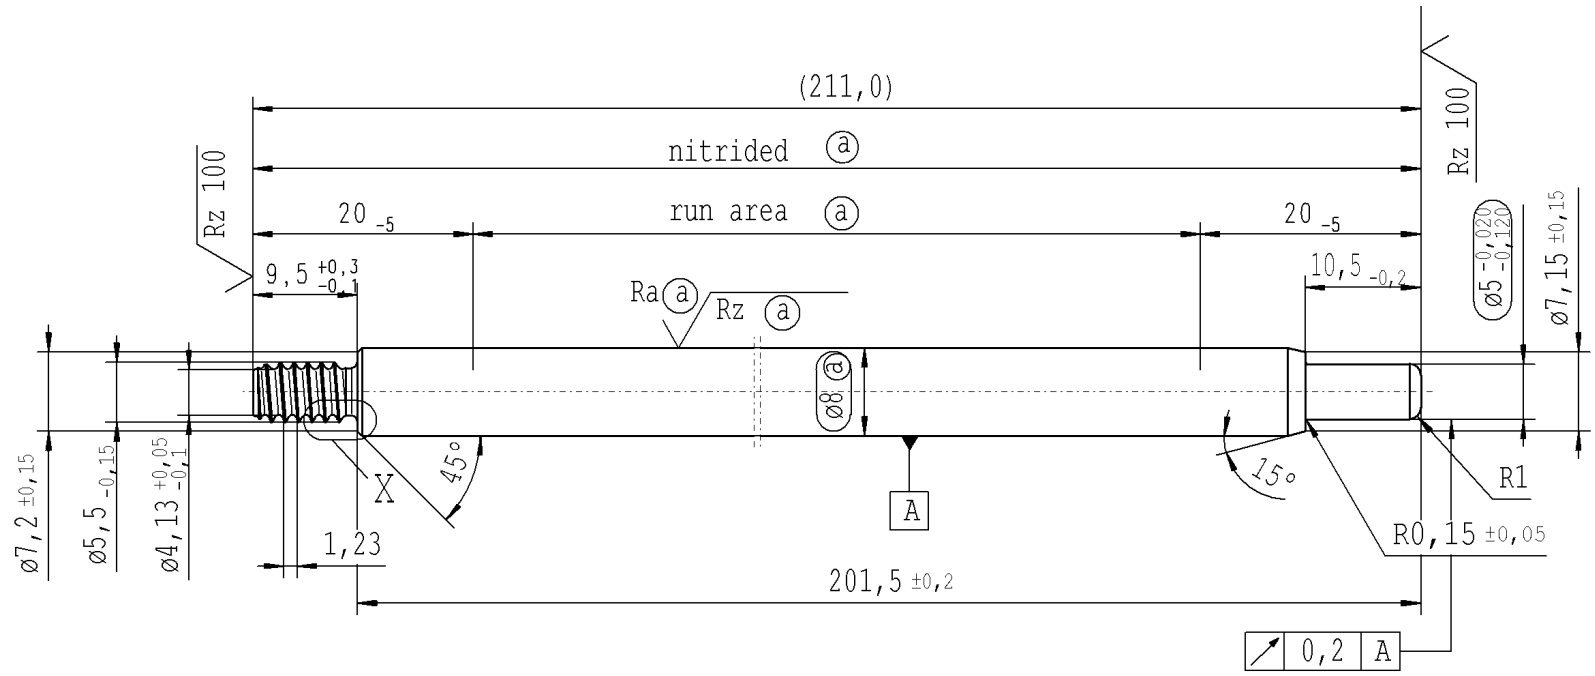 (211,0)
nitrided a
20 -5 run area a 20 -5
Rz 100
Rz 100
9,5 +0,3 -0,1
10,5 -0,2
ø5 -0,020 -0,120
ø7,15 ±0,15
Ra a Rz a
ø8 a
ø7,2 ±0,15
ø5,5 -0,15
ø4,13 +0,05 -0,1
X
45°
15°
A
R1
R0,15 ±0,05
1,23
201,5 ±0,2
0,2 A